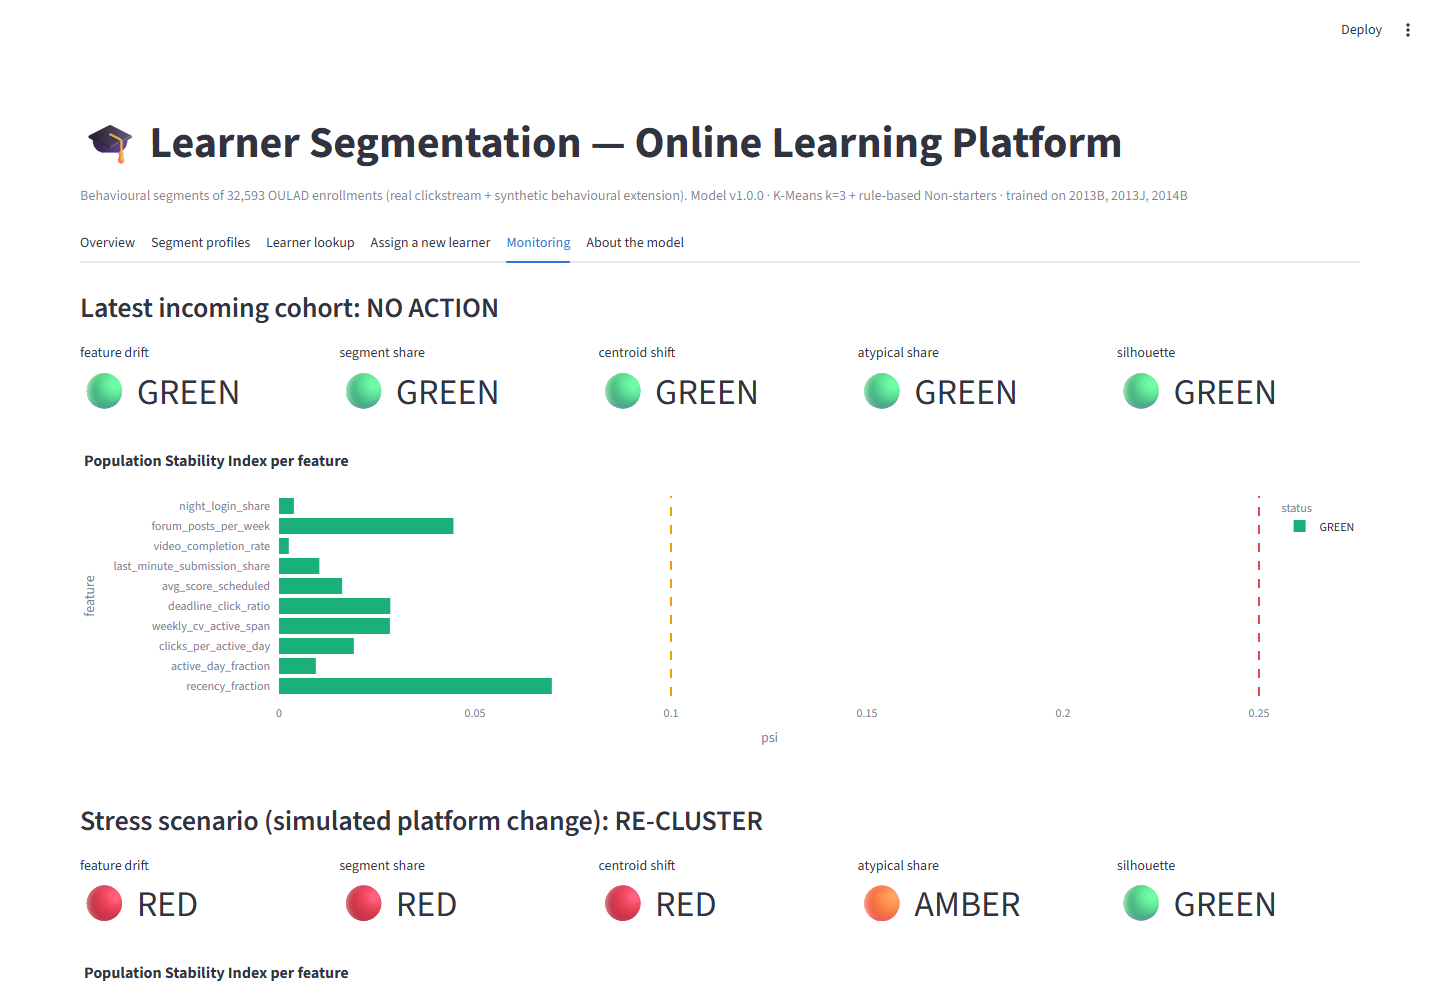 Deploy
Learner Segmentation — Online Learning Platform
Behavioural segments of 32,593 OULAD enrollments (real clickstream + synthetic behavioural extension). Model v1.0.0 · K-Means k=3 + rule-based Non-starters · trained on 2013B, 2013J, 2014B
Overview Segment profiles Learner lookup Assign a new learner Monitoring About the model
Latest incoming cohort: NO ACTION
feature drift segment share centroid shift atypical share silhouette
GREEN GREEN GREEN GREEN GREEN
Population Stability Index per feature
status
GREEN
feature
night_login_share
forum_posts_per_week
video_completion_rate
last_minute_submission_share
avg_score_scheduled
deadline_click_ratio
weekly_cv_active_span
clicks_per_active_day
active_day_fraction
recency_fraction
0 0.05 0.1 0.15 0.2 0.25
psi
Stress scenario (simulated platform change): RE-CLUSTER
feature drift segment share centroid shift atypical share silhouette
RED RED RED AMBER GREEN
Population Stability Index per feature